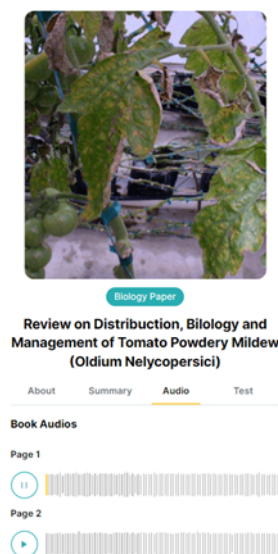 Biology Paper
Review on Distribuction, Bilology and
Management of Tomato Powdery Mildew
(Oldium Nelycopersici)
About Summary Audio Test
Book Audios
Page 1
Page 2